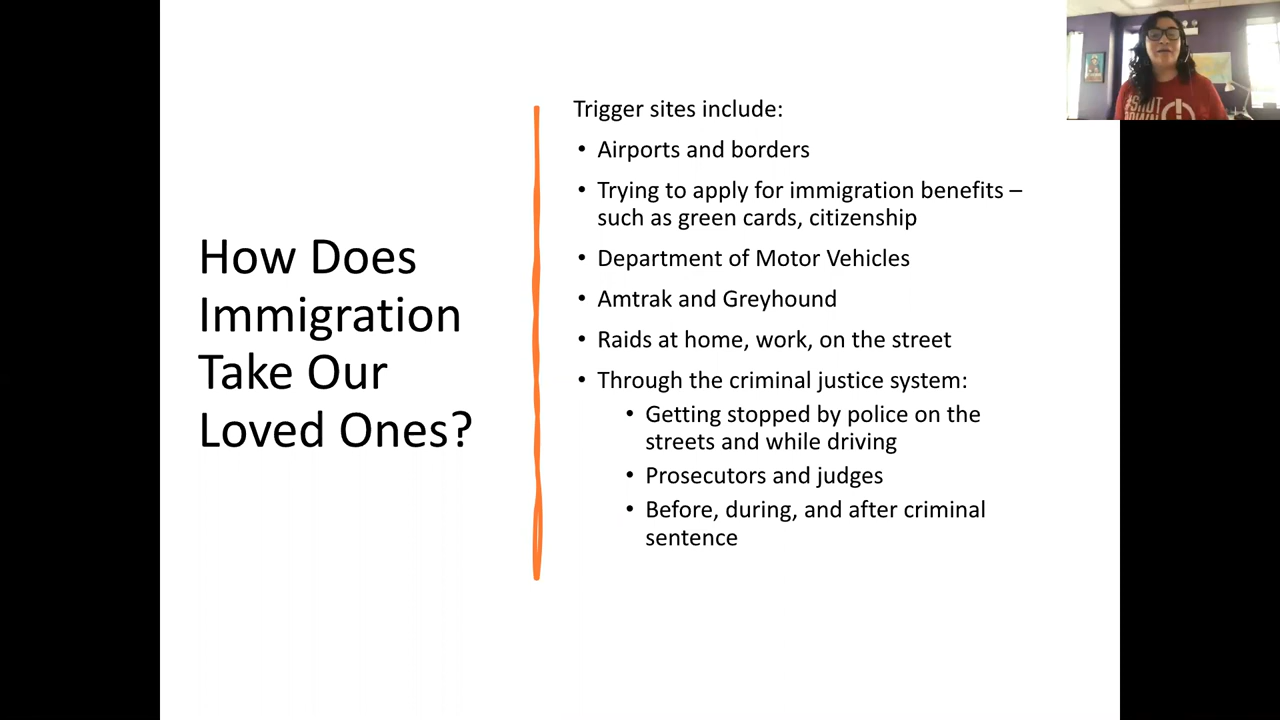 How Does
Immigration
Take Our
Loved Ones?
Trigger sites include:
• Airports and borders
• Trying to apply for immigration benefits –
such as green cards, citizenship
• Department of Motor Vehicles
• Amtrak and Greyhound
• Raids at home, work, on the street
• Through the criminal justice system:
• Getting stopped by police on the
streets and while driving
• Prosecutors and judges
• Before, during, and after criminal
sentence
#SHUT
DOWN